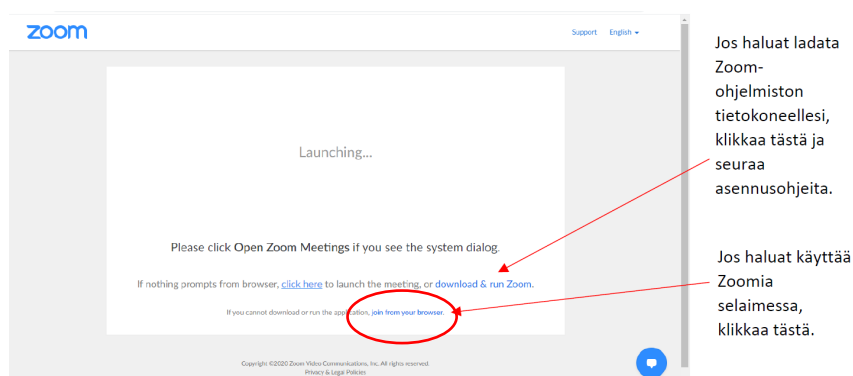 zoom
Support English
Launching...
Please click Open Zoom Meetings if you see the system dialog.
If nothing prompts from browser, click here to launch the meeting, or download & run Zoom.
If you cannot download or run the application, join from your browser.
Copyright ©2020 Zoom Video Communications, Inc. All rights reserved.
Privacy & Legal Policies
Jos haluat ladata
Zoom-
ohjelmiston
tietokoneellesi,
klikkaa tästä ja
seuraa
asennusohjeita.
Jos haluat käyttää
Zoomia
selaimessa,
klikkaa tästä.